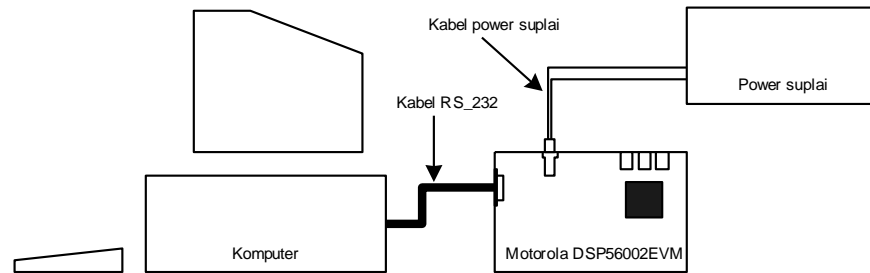 Kabel power suplai
Power suplai
Kabel RS_232
Komputer
Motorola DSP56002EVM